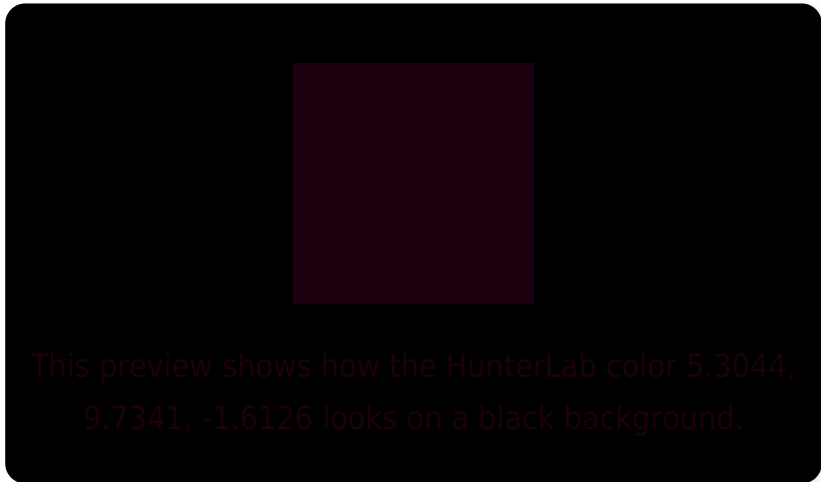 This preview shows how the HunterLab color 5.3044,
9.7341, -1.6126 looks on a black background.